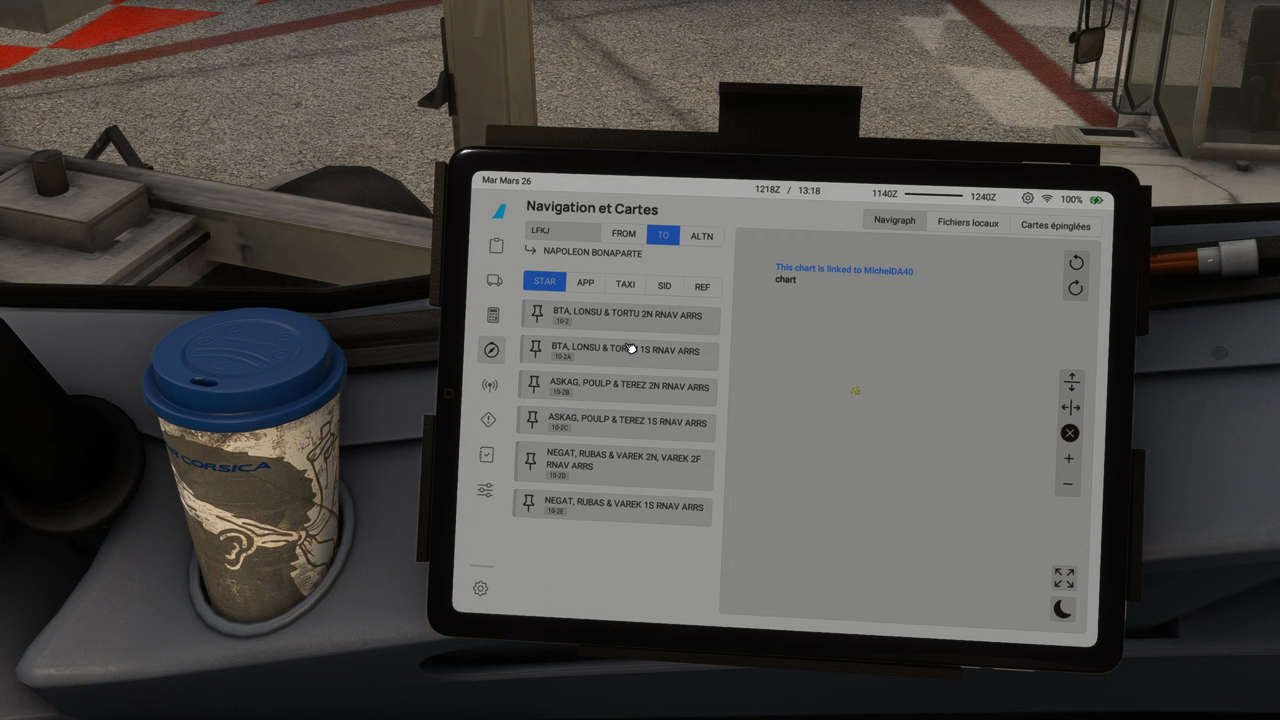 Mar Mars 26
1218Z / 13:18
1140Z
1240Z
100%
Navigation et Cartes
Navigraph
Fichiers locaux
Cartes épinglées
LFKJ
FROM
TO
ALTN
NAPOLEON BONAPARTE
STAR
APP
TAXI
SID
REF
BTA, LONSU & TORTU 2N RNAV ARRS
10-2
BTA, LONSU & TORTU 1S RNAV ARRS
10-2A
ASKAG, POULP & TEREZ 2N RNAV ARRS
10-2B
ASKAG, POULP & TEREZ 1S RNAV ARRS
10-2C
NEGAT, RUBAS & VAREK 2N, VAREK 2F
RNAV ARRS
10-2D
NEGAT, RUBAS & VAREK 1S RNAV ARRS
10-2E
This chart is linked to MichelDA40
chart
CORSICA